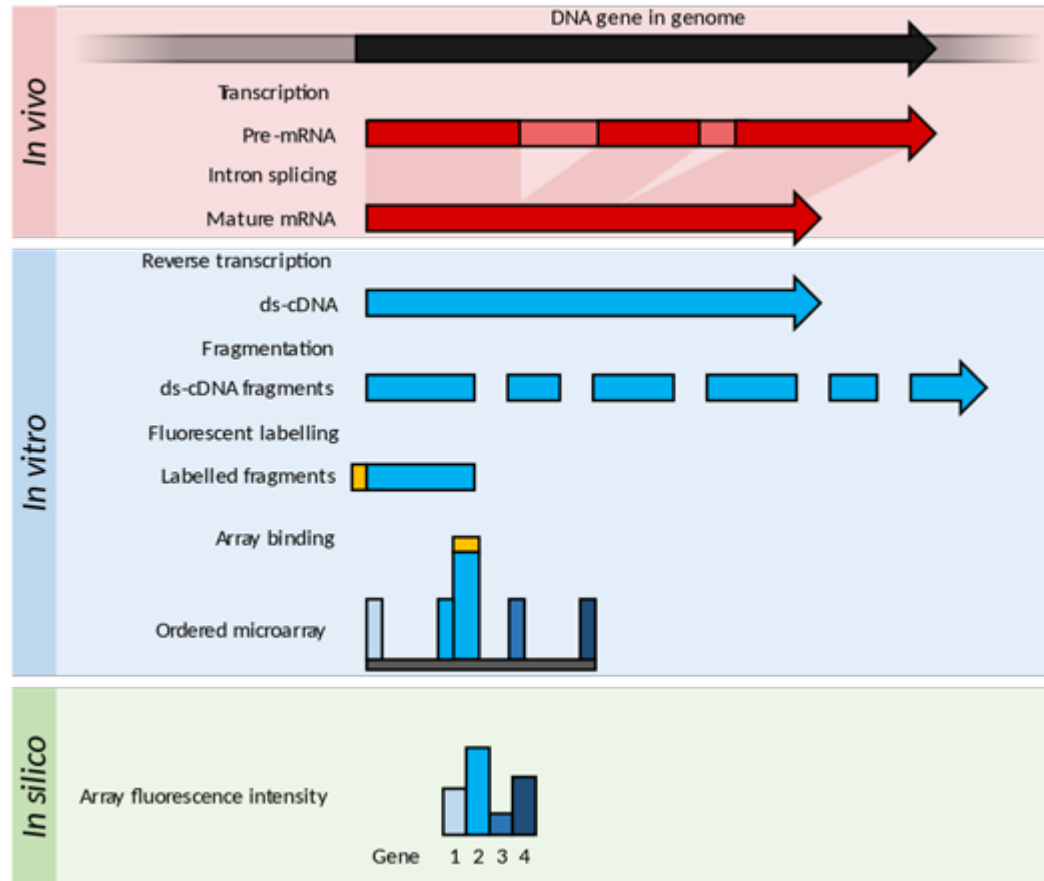 DNA gene in genome
In vivo
Transcription
Pre-mRNA
Intron splicing
Mature mRNA
In vitro
Reverse transcription
ds-cDNA
Fragmentation
ds-cDNA fragments
Fluorescent labelling
Labelled fragments
Array binding
Ordered microarray
In silico
Array fluorescence intensity
Gene 1 2 3 4